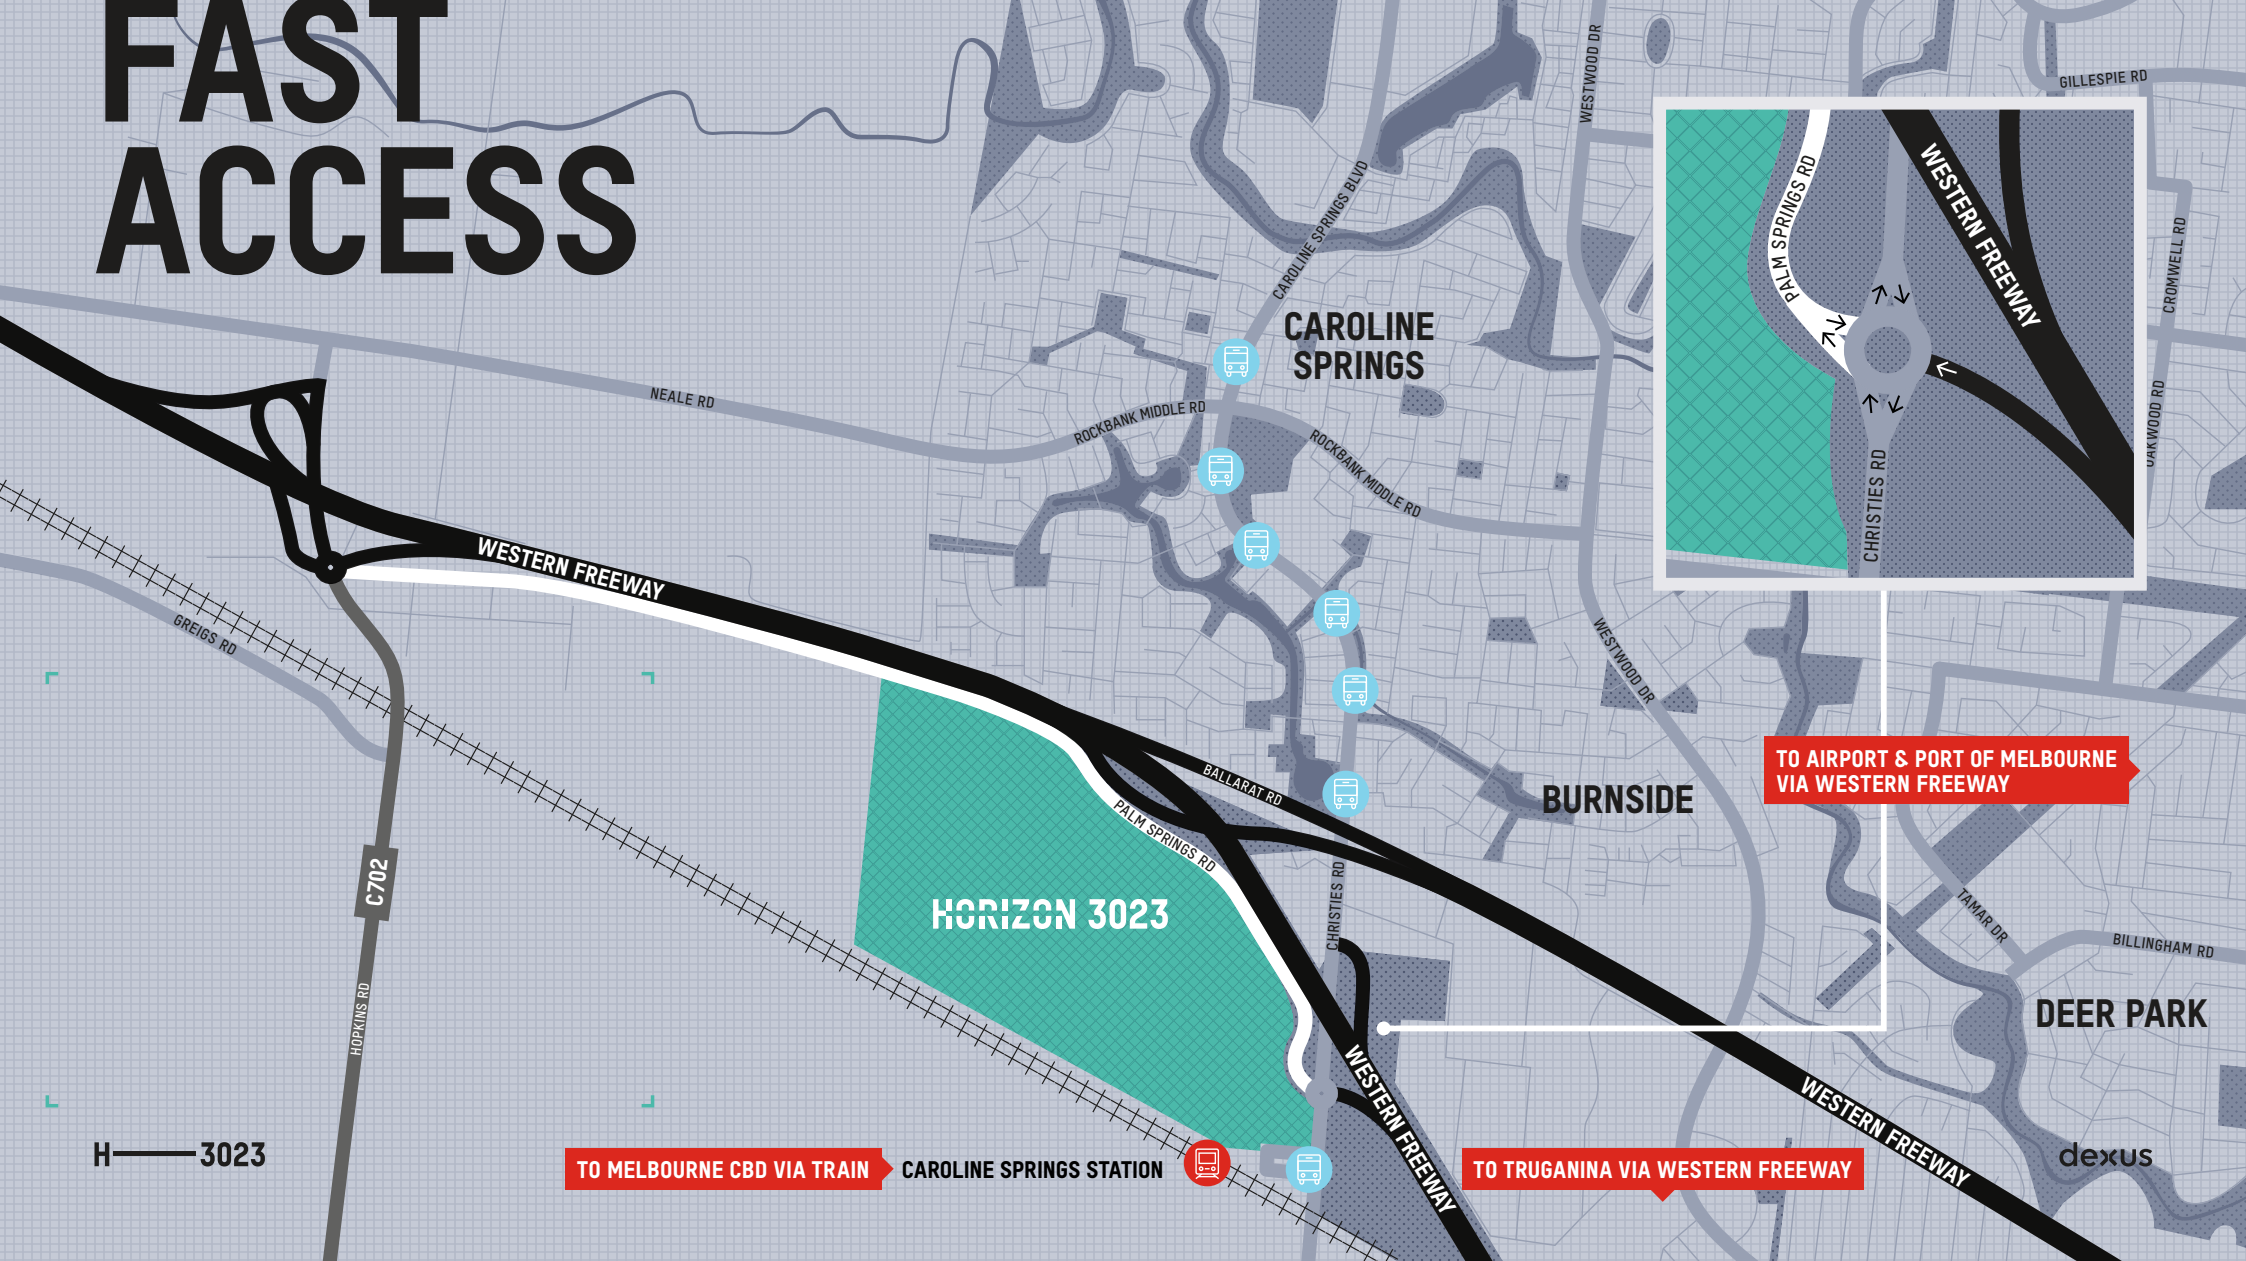 FAST
ACCESS
WESTWOOD DR
GILLESPIE RD
CAROLINE SPRINGS BLVD
PALM SPRINGS RD
WESTERN FREEWAY
CROMWELL RD
CAROLINE
SPRINGS
NEALE RD
ROCKBANK MIDDLE RD
ROCKBANK MIDDLE RD
OAKWOOD RD
CHRISTIES RD
WESTERN FREEWAY
GREIGS RD
WESTWOOD DR
TO AIRPORT & PORT OF MELBOURNE
VIA WESTERN FREEWAY
BALLARAT RD
BURNSIDE
PALM SPRINGS RD
C702
HORIZON 3023
CHRISTIES RD
TAMAR DR
BILLINGHAM RD
HOPKINS RD
DEER PARK
WESTERN FREEWAY
WESTERN FREEWAY
H 3023
TO MELBOURNE CBD VIA TRAIN
CAROLINE SPRINGS STATION
TO TRUGANINA VIA WESTERN FREEWAY
dexus